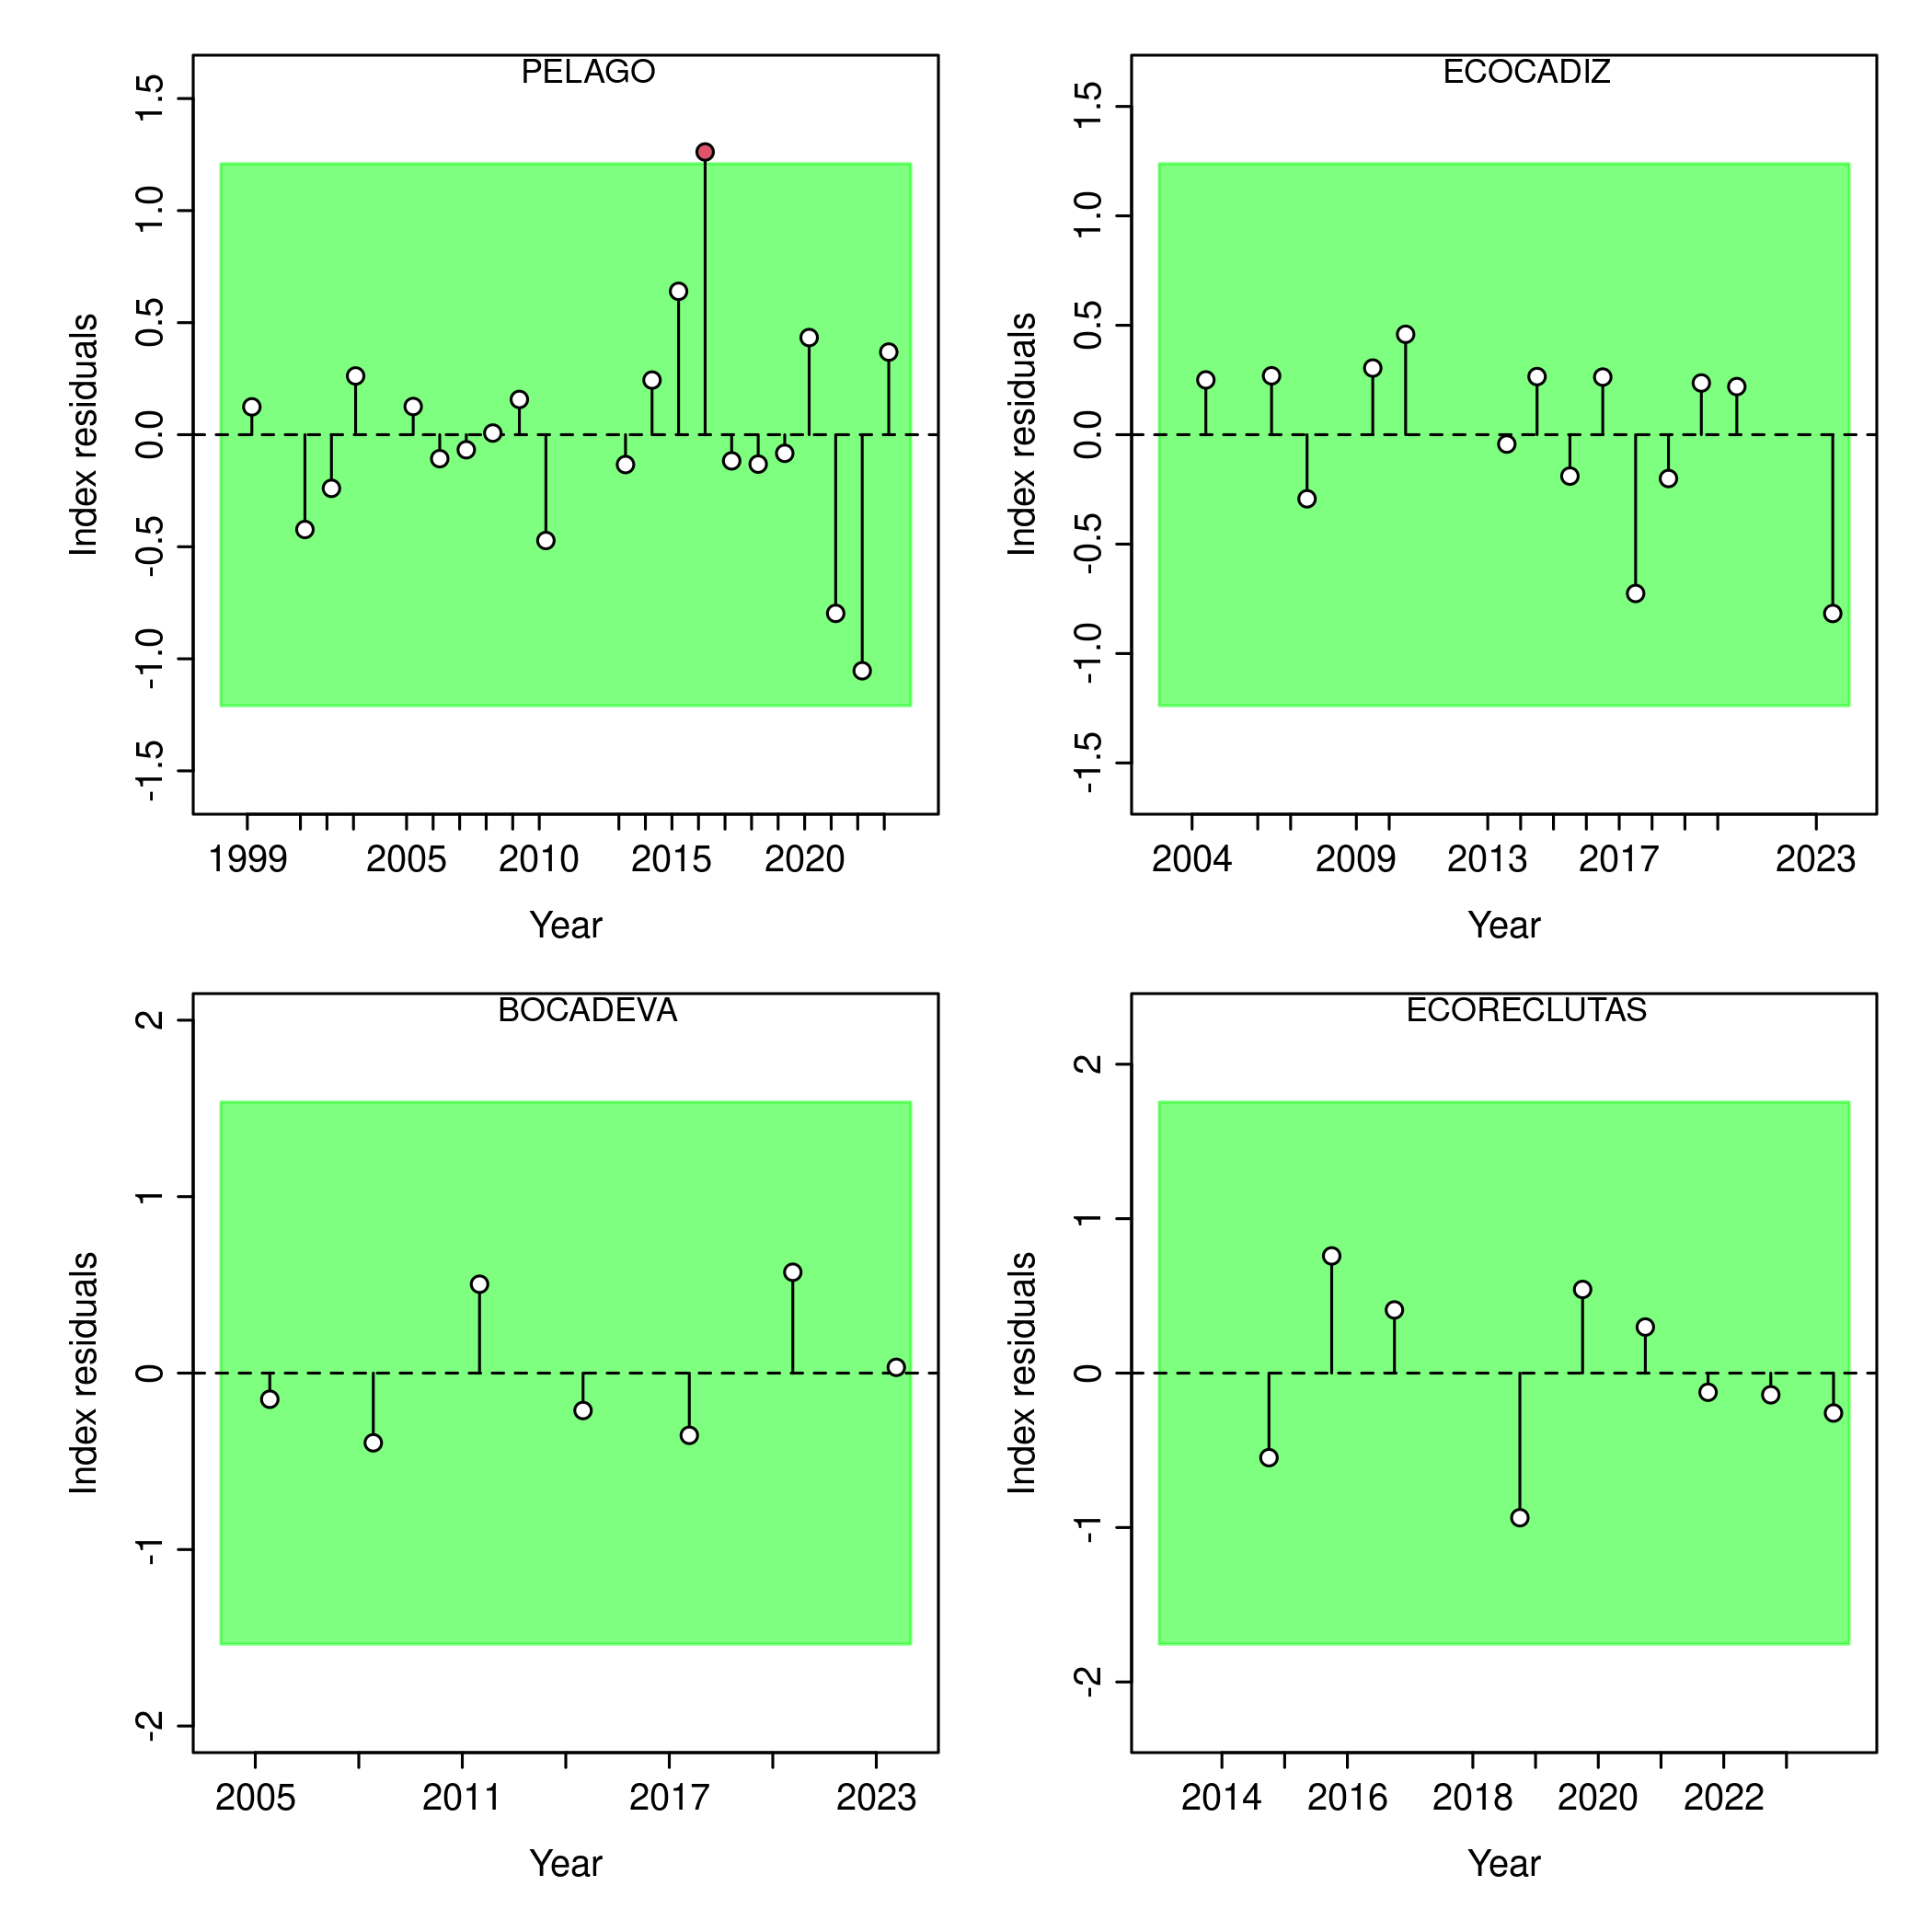 PELAGO
Index residuals
1.5
1.0
0.5
0.0
-0.5
-1.0
-1.5
1999 2005 2010 2015 2020
Year
ECOCADIZ
Index residuals
1.5
1.0
0.5
0.0
-0.5
-1.0
-1.5
2004 2009 2013 2017 2023
Year
BOCADEVA
Index residuals
2
1
0
-1
-2
2005 2011 2017 2023
Year
ECORECLUTAS
Index residuals
2
1
0
-1
-2
2014 2016 2018 2020 2022
Year